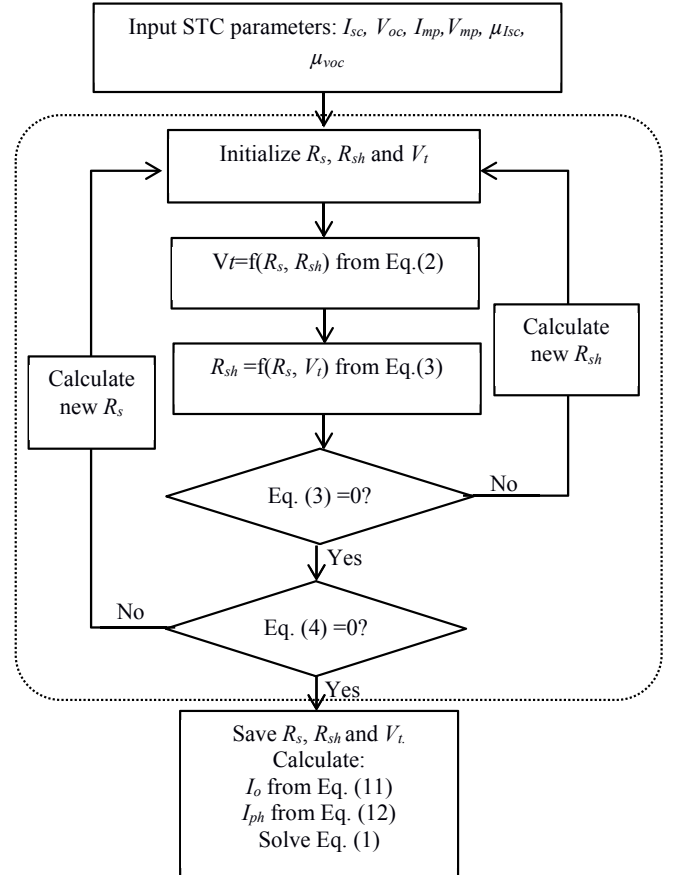 Input STC parameters: Isc, Voc, Imp,Vmp, μIsc,
μvoc
Initialize Rs, Rsh and Vt
Vt=f(Rs, Rsh) from Eq.(2)
Calculate
new Rsh
Rsh =f(Rs, Vt) from Eq.(3)
Calculate
new Rs
Eq. (3) =0?
No
Yes
Eq. (4) =0?
No
Yes
Save Rs, Rsh and Vt.
Calculate:
Io from Eq. (11)
Iph from Eq. (12)
Solve Eq. (1)